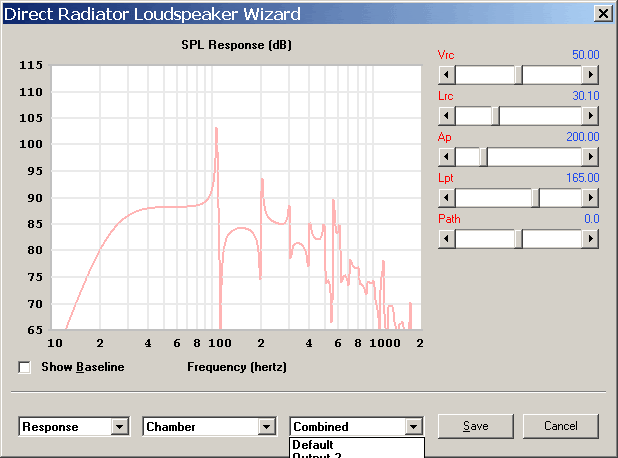 Direct Radiator Loudspeaker Wizard
SPL Response (dB)
115
110
105
100
95
90
85
80
75
70
65
10 2 4 6 8 100 2 4 6 8 1000 2
Vrc 50.00
Lrc 30.10
Ap 200.00
Lpt 165.00
Path 0.0
Show Baseline
Frequency (hertz)
Response
Chamber
Combined
Save
Cancel
Default
Output 2